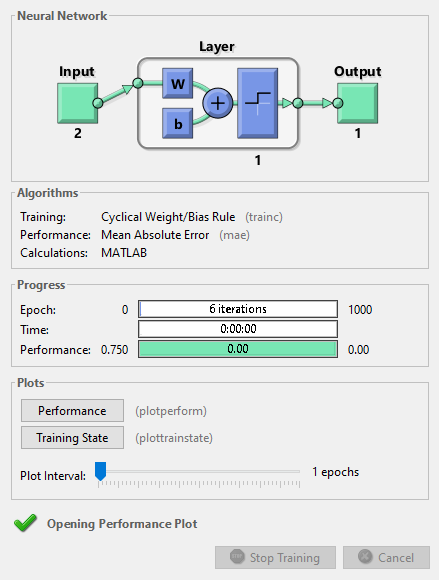 Neural Network
Layer
Input
Output
W
b
+
2
1
1
Algorithms
Training: Cyclical Weight/Bias Rule (trainc)
Performance: Mean Absolute Error (mae)
Calculations: MATLAB
Progress
Epoch: 0 6 iterations 1000
Time: 0:00:00
Performance: 0.750 0.00 0.00
Plots
Performance (plotperform)
Training State (plottrainstate)
Plot Interval: 1 epochs
Opening Performance Plot
Stop Training Cancel